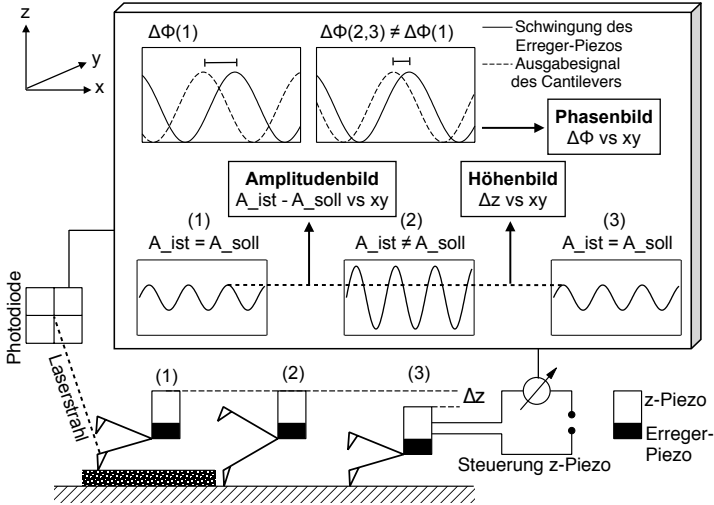 z
y
x
ΔΦ(1)
ΔΦ(2,3) ≠ ΔΦ(1)
Schwingung des
Erreger-Piezos
Ausgabesignal
des Cantilevers
Phasenbild
ΔΦ vs xy
Amplitudenbild
A_ist - A_soll vs xy
Höhenbild
Δz vs xy
(1)
A_ist = A_soll
(2)
A_ist ≠ A_soll
(3)
A_ist = A_soll
Photodiode
Laserstrahl
(1)
(2)
(3)
Δz
Steuerung z-Piezo
z-Piezo
Erreger-
Piezo